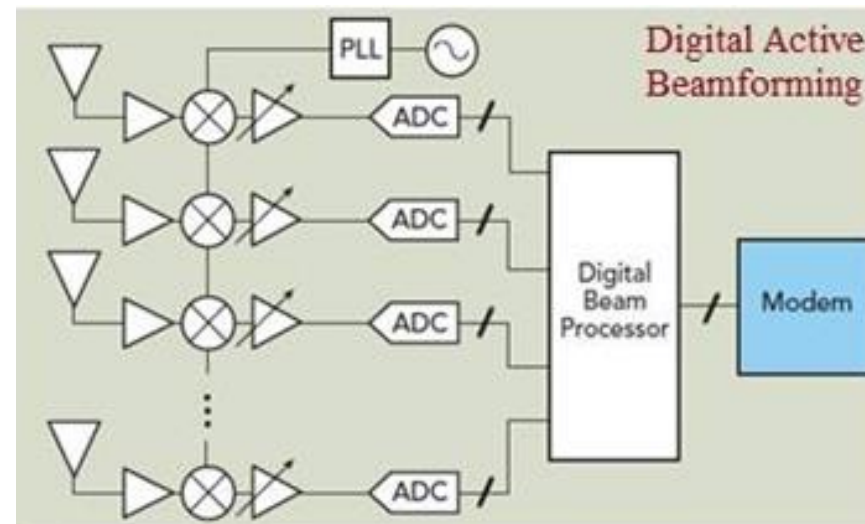 PLL
Digital Active
Beamforming
ADC
ADC
ADC
ADC
Digital
Beam
Processor
Modem